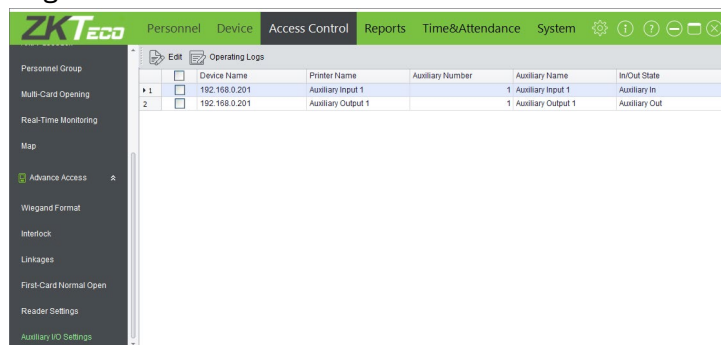 ZKTeco Personnel Device Access Control Reports Time&Attendance System
Edit Operating Logs
Personnel Group
Multi-Card Opening
Real-Time Monitoring
Map
Advance Access
Wiegand Format
Interlock
Linkages
First-Card Normal Open
Reader Settings
Auxiliary I/O Settings
Device Name Printer Name Auxiliary Number Auxiliary Name In/Out State
1 192.168.0.201 Auxiliary Input 1 1 Auxiliary Input 1 Auxiliary In
2 192.168.0.201 Auxiliary Output 1 1 Auxiliary Output 1 Auxiliary Out